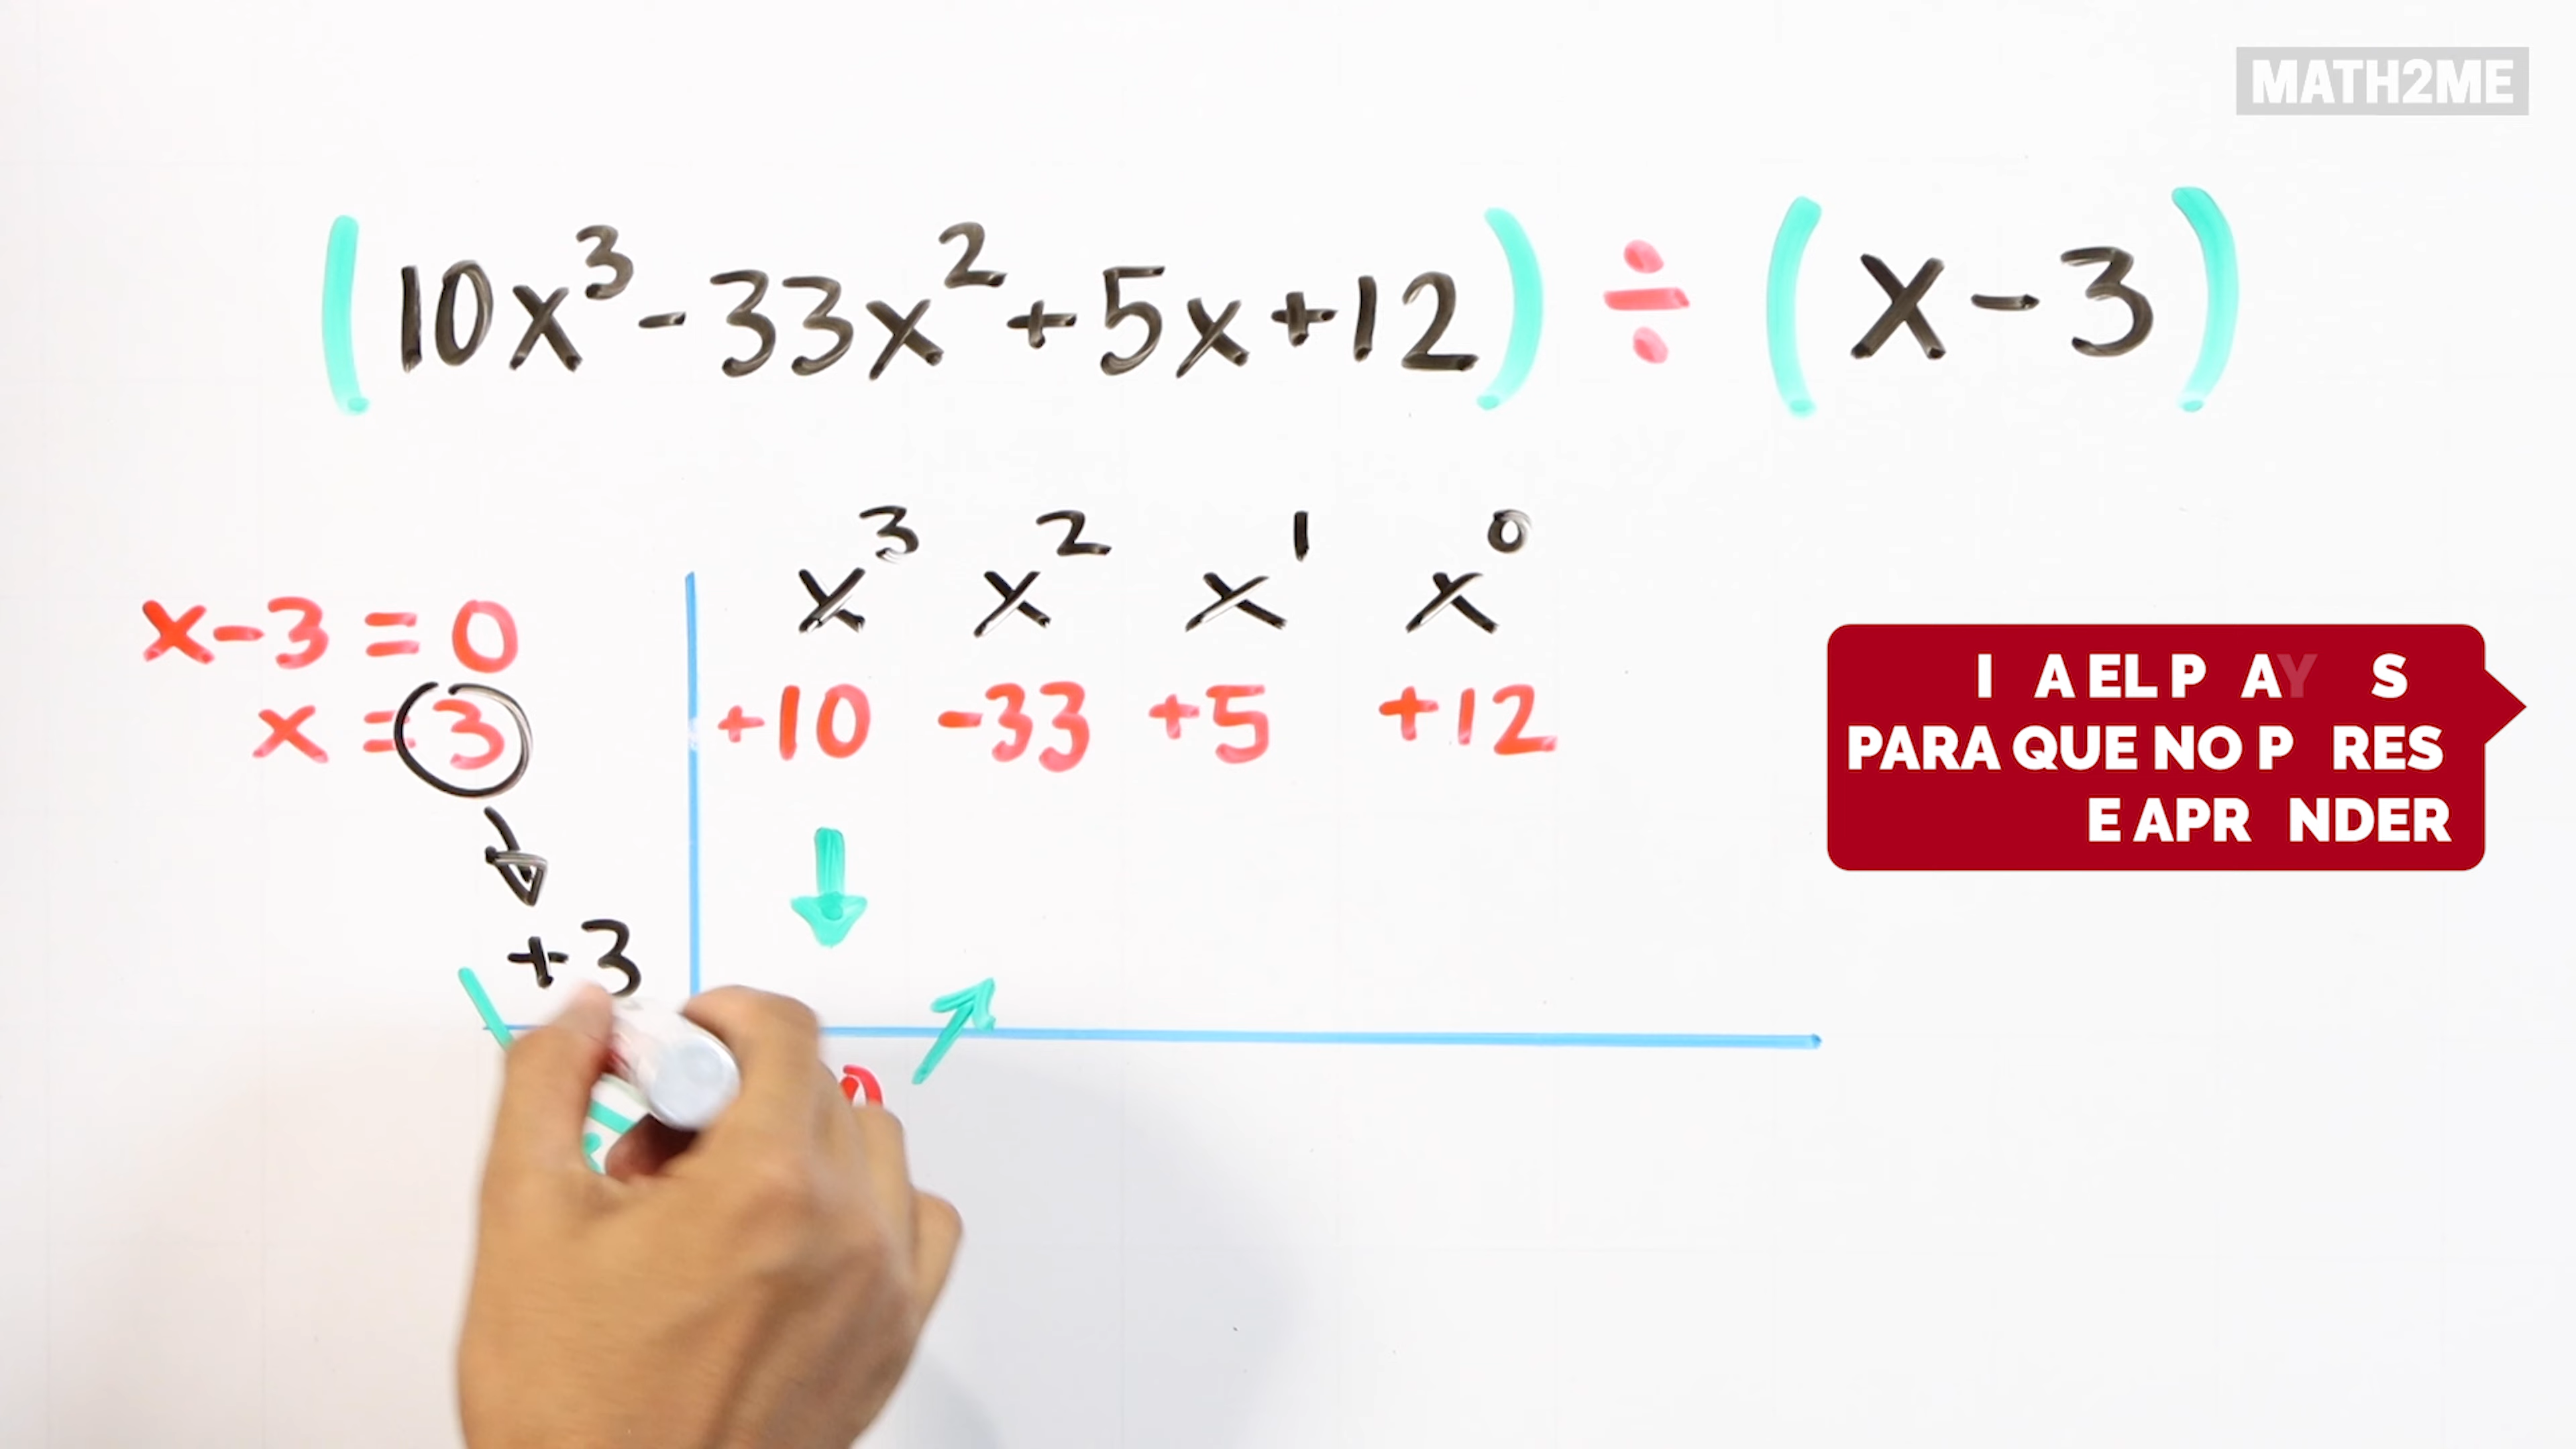 MATH2ME
(10x³-33x²+5x+12)÷(x-3)
x³ x² x¹ x⁰
x-3=0
x=3
+10 -33 +5 +12
+3
PARA QUE NO